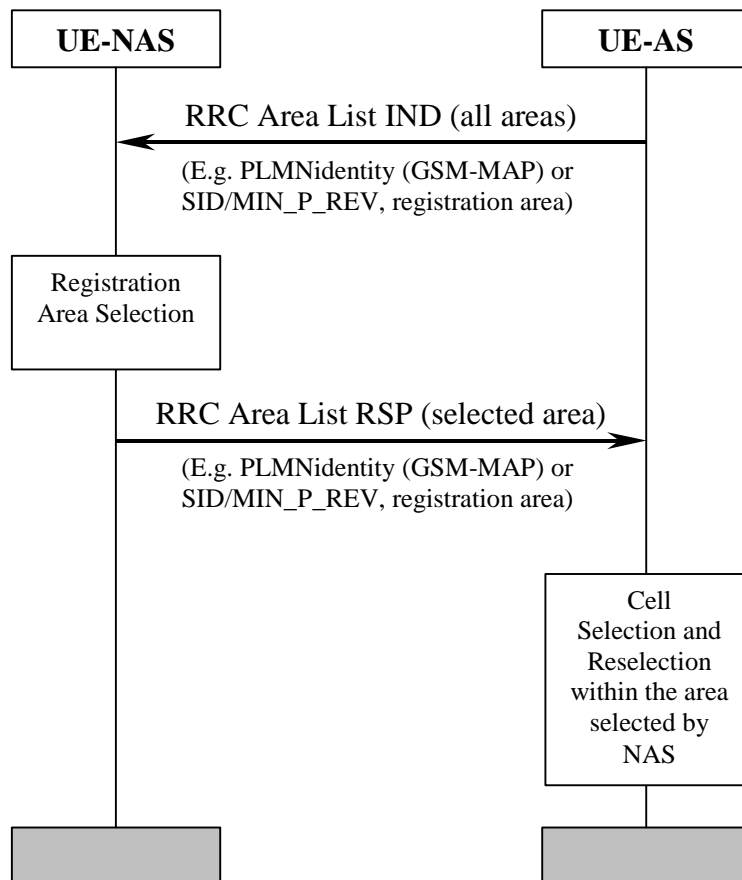 UE-NAS
UE-AS
RRC Area List IND (all areas)
(E.g. PLMNidentity (GSM-MAP) or
SID/MIN_P_REV, registration area)
Registration
Area Selection
RRC Area List RSP (selected area)
(E.g. PLMNidentity (GSM-MAP) or
SID/MIN_P_REV, registration area)
Cell
Selection and
Reselection
within the area
selected by
NAS